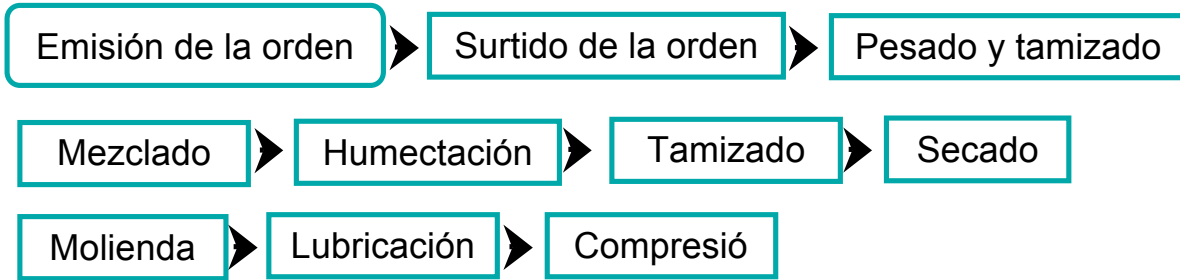 Emisión de la orden Surtido de la orden Pesado y tamizado
Mezclado Humectación Tamizado Secado
Molienda Lubricación Compresió